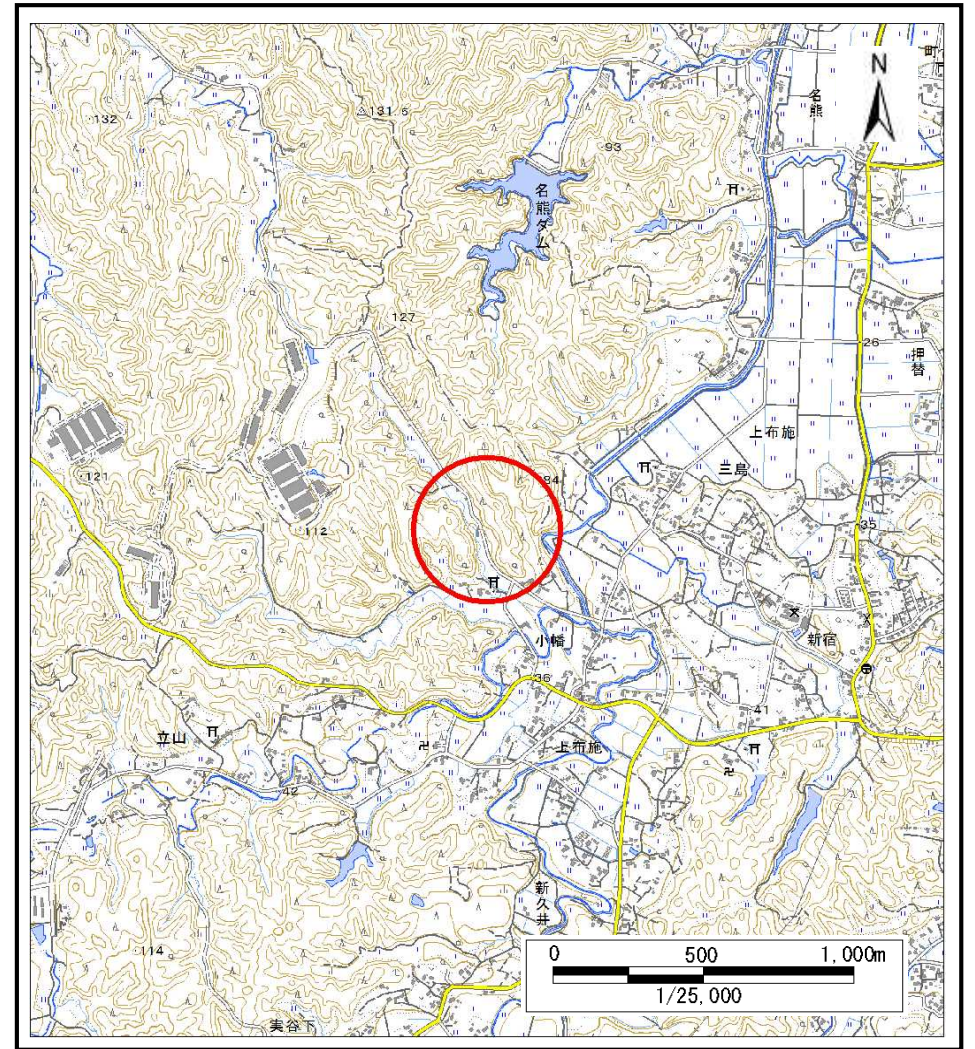 町
N
名熊
131.5
132
93
名熊ダム
127
26
押替
上布施
三島
84
121
112
35
新宿
小幡
36
41
上布施
立山
42
新久井
114
0 500 1,000m
1/25,000
実谷下